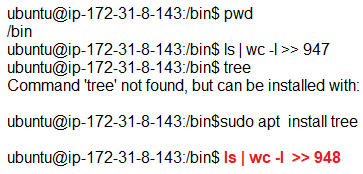 ubuntu@ip-172-31-8-143:/bin$ pwd
/bin
ubuntu@ip-172-31-8-143:/bin$ ls | wc -l >> 947
ubuntu@ip-172-31-8-143:/bin$ tree
Command 'tree' not found, but can be installed with:
ubuntu@ip-172-31-8-143:/bin$sudo apt  install tree
ubuntu@ip-172-31-8-143:/bin$ ls | wc -l  >> 948